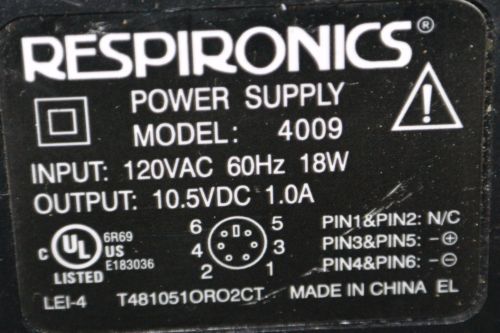 RESPIRONICS®
POWER SUPPLY
MODEL: 4009
INPUT: 120VAC 60Hz 18W
OUTPUT: 10.5VDC 1.0A
6 5 PIN1&PIN2: N/C
4 3 PIN3&PIN5: -⊕
2 1 PIN4&PIN6: -⊖
c UL US
6R69
E183036
LISTED
LEI-4 T481051ORO2CT MADE IN CHINA EL